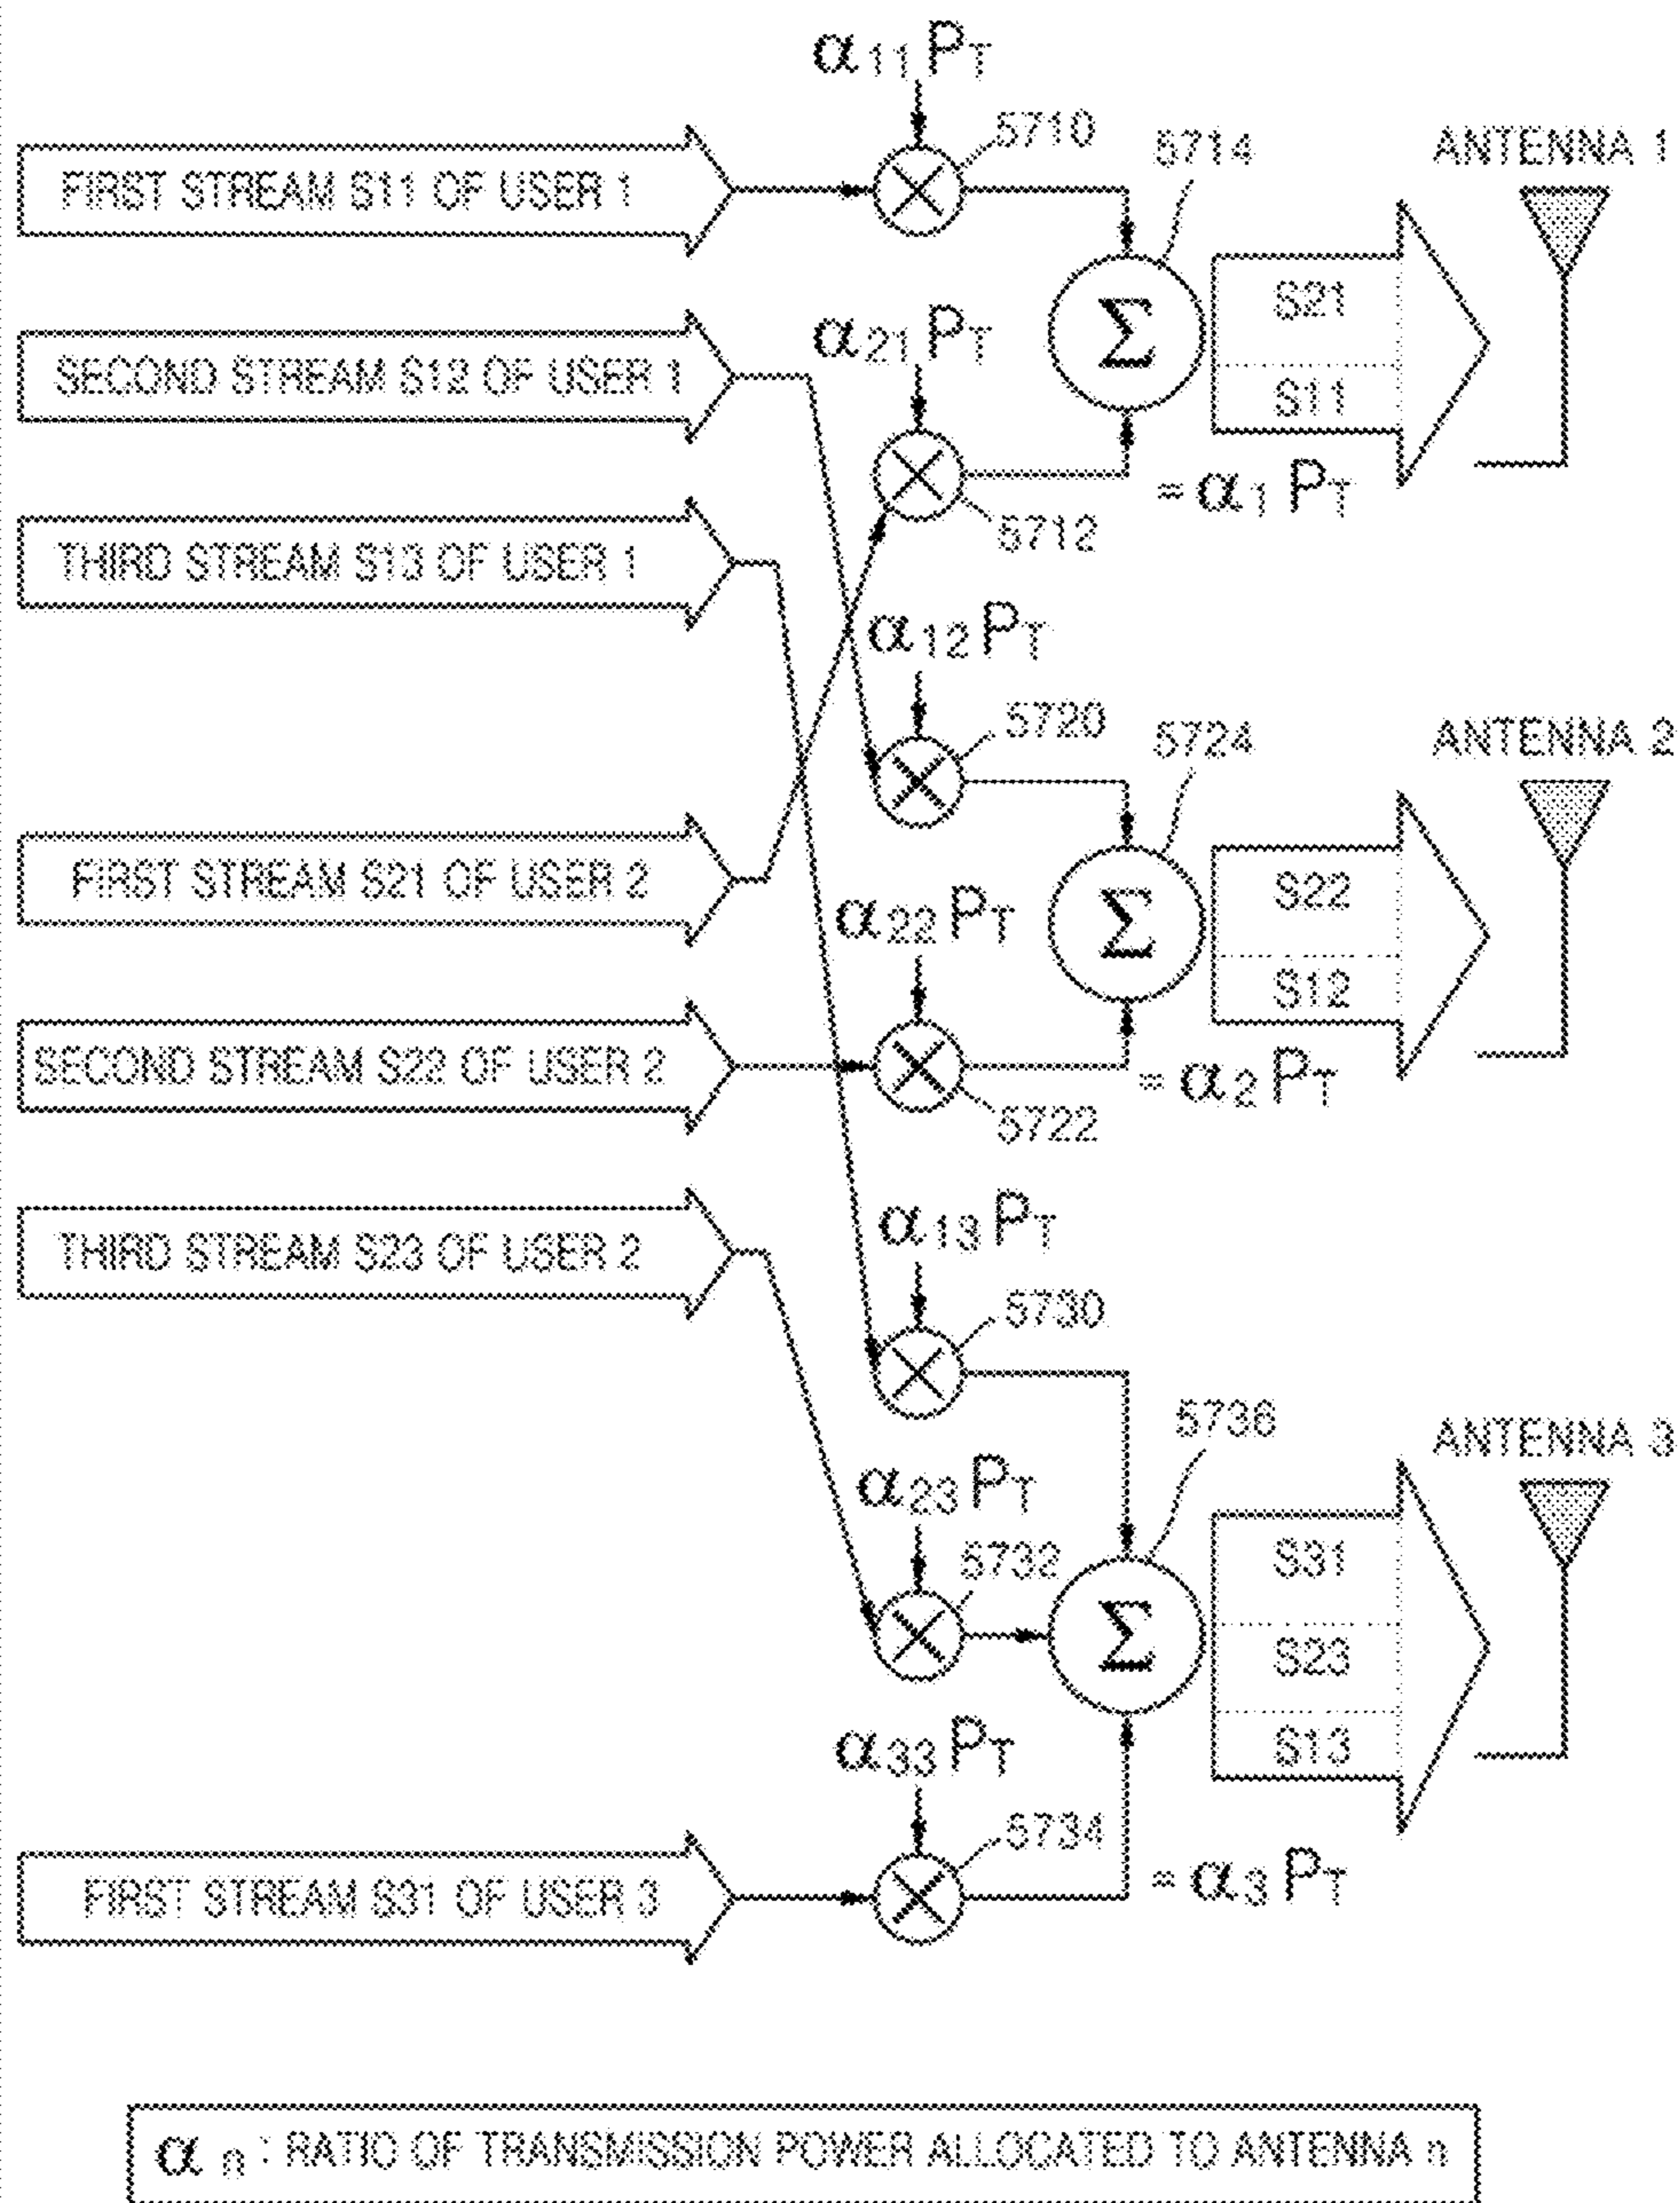 α11 PT
5710
5714
ANTENNA 1
FIRST STREAM S11 OF USER 1
S21
α21 PT
Σ
SECOND STREAM S12 OF USER 1
S11
= α1 PT
5712
THIRD STREAM S13 OF USER 1
α12 PT
5720
5724
ANTENNA 2
FIRST STREAM S21 OF USER 2
S22
α22 PT
Σ
S12
SECOND STREAM S22 OF USER 2
= α2 PT
5722
α13 PT
THIRD STREAM S23 OF USER 2
5730
5736
ANTENNA 3
α23 PT
5732
S31
Σ
S23
S13
α33 PT
5734
= α3 PT
FIRST STREAM S31 OF USER 3
αn : RATIO OF TRANSMISSION POWER ALLOCATED TO ANTENNA n